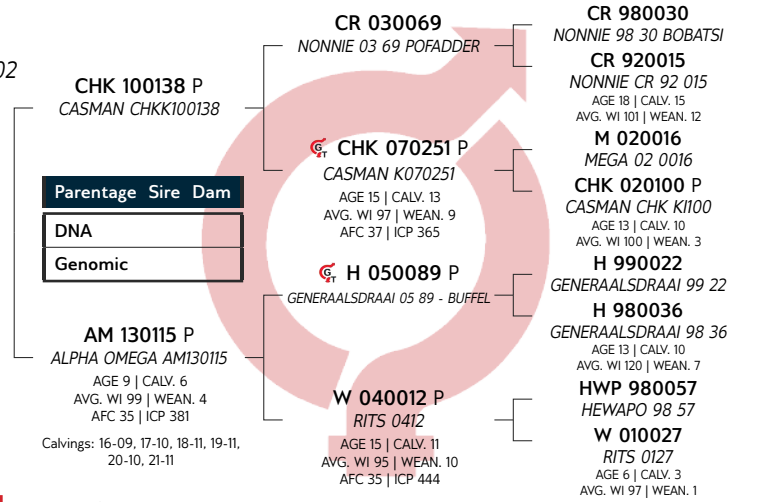 02
CHK 100138 P
CASMAN CHKK100138
Parentage Sire Dam
DNA
Genomic
AM 130115 P
ALPHA OMEGA AM130115
AGE 9 | CALV. 6
AVG. WI 99 | WEAN. 4
AFC 35 | ICP 381
Calvings: 16-09, 17-10, 18-11, 19-11,
20-10, 21-11
CR 030069
NONNIE 03 69 POFADDER
GT CHK 070251 P
CASMAN K070251
AGE 15 | CALV. 13
AVG. WI 97 | WEAN. 9
AFC 37 | ICP 365
GT H 050089 P
GENERAALSDRAAI 05 89 - BUFFEL
W 040012 P
RITS 0412
AGE 15 | CALV. 11
AVG. WI 95 | WEAN. 10
AFC 35 | ICP 444
CR 980030
NONNIE 98 30 BOBATSI
CR 920015
NONNIE CR 92 015
AGE 18 | CALV. 15
AVG. WI 101 | WEAN. 12
M 020016
MEGA 02 0016
CHK 020100 P
CASMAN CHK KI100
AGE 13 | CALV. 10
AVG. WI 100 | WEAN. 3
H 990022
GENERAALSDRAAI 99 22
H 980036
GENERAALSDRAAI 98 36
AGE 13 | CALV. 10
AVG. WI 120 | WEAN. 7
HWP 980057
HEWAPO 98 57
W 010027
RITS 0127
AGE 6 | CALV. 3
AVG. WI 97 | WEAN. 1